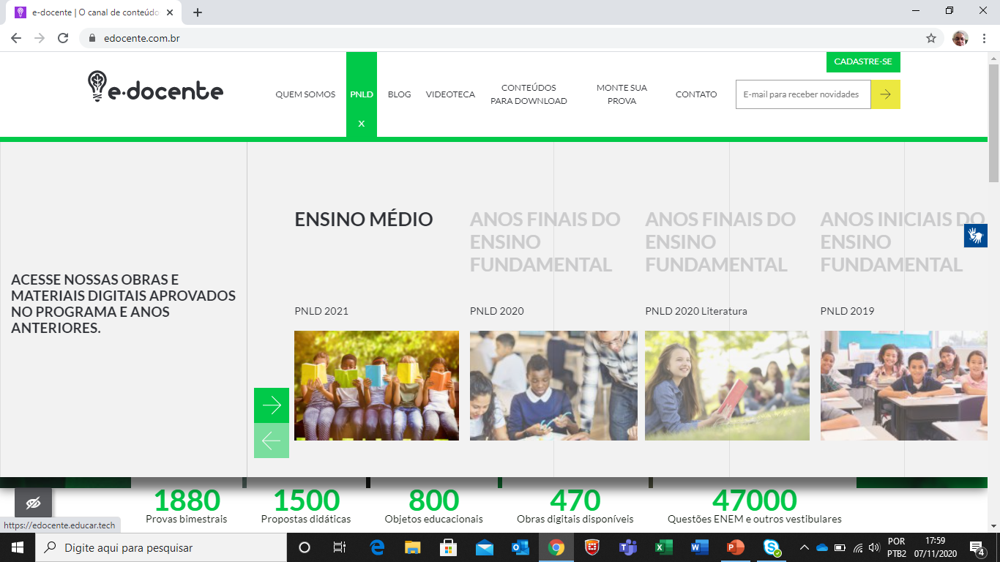 e-docente | O canal de conteúdo
edocente.com.br
CADASTRE-SE
e-docente
QUEM SOMOS
PNLD
X
BLOG
VIDEOTECA
CONTEÚDOS
PARA DOWNLOAD
MONTE SUA
PROVA
CONTATO
E-mail para receber novidades
ACESSE NOSSAS OBRAS E
MATERIAIS DIGITAIS APROVADOS
NO PROGRAMA E ANOS
ANTERIORES.
ENSINO MÉDIO
PNLD 2021
ANOS FINAIS DO
ENSINO
FUNDAMENTAL
PNLD 2020
ANOS FINAIS DO
ENSINO
FUNDAMENTAL
PNLD 2020 Literatura
ANOS INICIAIS DO
ENSINO
FUNDAMENTAL
PNLD 2019
1880
Provas bimestrais
1500
Propostas didáticas
800
Objetos educacionais
470
Obras digitais disponíveis
47000
Questões ENEM e outros vestibulares
https://edocente.educar.tech
Digite aqui para pesquisar
POR
PTB2
17:59
07/11/2020
4